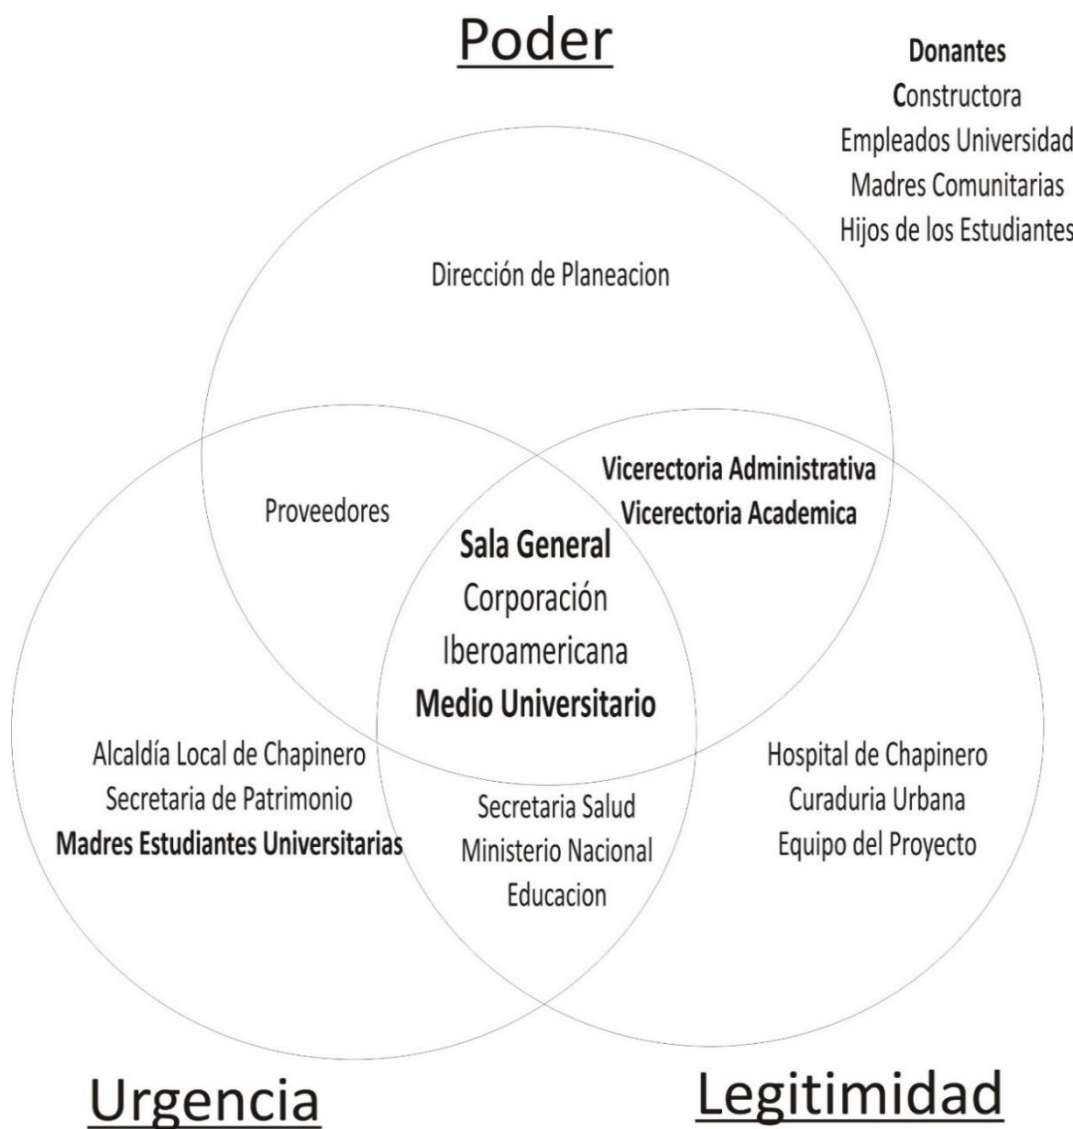 Poder
Donantes
Constructora
Empleados Universidad
Madres Comunitarias
Hijos de los Estudiantes
Dirección de Planeacion
Vicerectoria Administrativa
Vicerectoria Academica
Proveedores
Sala General
Corporación
Iberoamericana
Medio Universitario
Alcaldía Local de Chapinero
Secretaria de Patrimonio
Madres Estudiantes Universitarias
Secretaria Salud
Ministerio Nacional
Educacion
Hospital de Chapinero
Curaduria Urbana
Equipo del Proyecto
Urgencia
Legitimidad